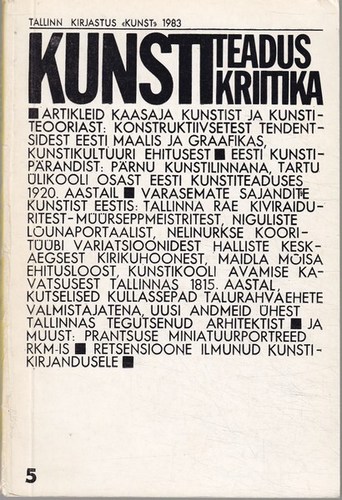 TALLINN KIRJASTUS «KUNST» 1983
KUNSTITEADUS
KRIITIKA
■ ARTIKLEID KAASAJA KUNSTIST JA KUNSTI-
TEOORIAST: KONSTRUKTIIVSETEST TENDENT-
SIDEST EESTI MAALIS JA GRAAFIKAS,
KUNSTIKULTUURI EHITUSEST ■ EESTI KUNSTI-
PÄRANDIST: PÄRNU KUNSTILINNANA, TARTU
ÜLIKOOLI OSAST EESTI KUNSTITEADUSES
1920. AASTAIL ■ VARASEMATE SAJANDITE
KUNSTIST EESTIS: TALLINNA RAE KIVIRAIDU-
RITEST-MÜÜRSEPPMEISTRITEST, NIGULISTE
LÕUNAPORTAALIST, NELINURKSE KOORI-
TÜÜBI VARIATSIOONIDEST HALLISTE KESK-
AEGSEST KIRIKUHOONEST, MAIDLA MÕISA
EHITUSLOOST, KUNSTIKOOLI AVAMISE KA-
VATSUSEST TALLINNAS 1815. AASTAL,
KUTSELISED KULLASSEPAD TALURAHVAEHETE
VALMISTAJATENA, UUSI ANDMEID ÜHEST
TALLINNAS TEGUTSENUD ARHITEKTIST ■ JA
MUUST: PRANTSUSE MINIATUURPORTREED
RKM-IS ■ RETSENSIOONE ILMUNUD KUNSTI-
KIRJANDUSELE ■
5